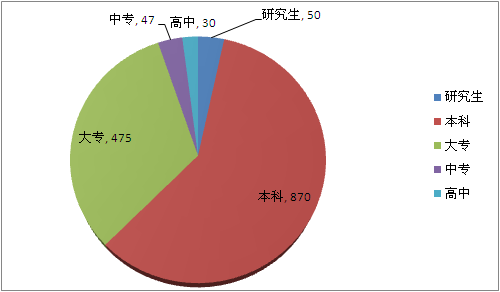 中专, 47
高中, 30
研究生, 50
大专, 475
本科, 870
研究生
本科
大专
中专
高中